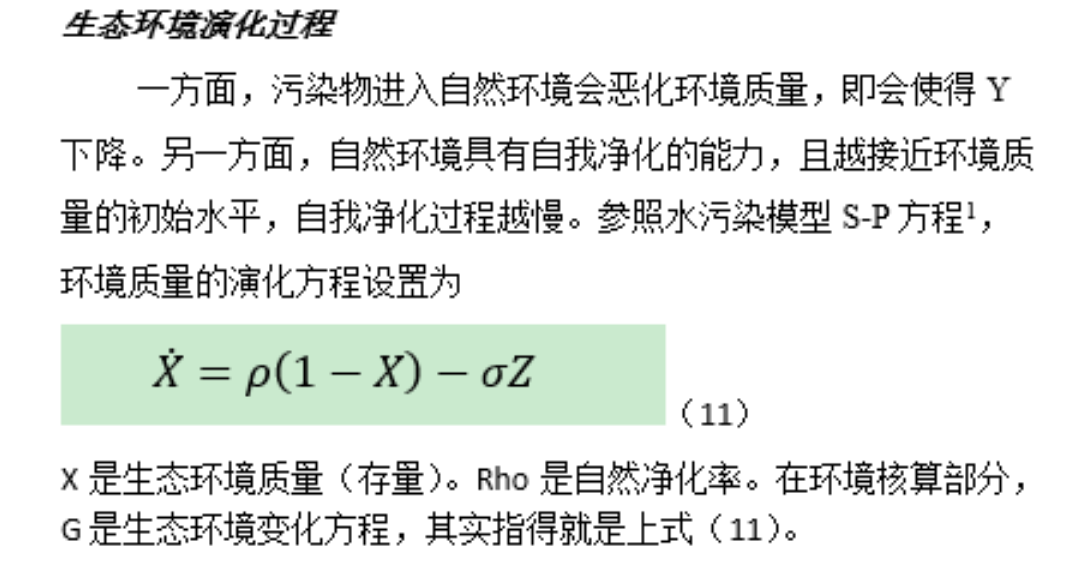 生态环境演化过程
一方面，污染物进入自然环境会恶化环境质量，即会使得 Y
下降。另一方面，自然环境具有自我净化的能力，且越接近环境质
量的初始水平，自我净化过程越慢。参照水污染模型 S-P 方程¹，
环境质量的演化方程设置为
Ẋ = ρ(1 − X) − σZ （11）
X 是生态环境质量（存量）。Rho 是自然净化率。在环境核算部分，
G 是生态环境变化方程，其实指得就是上式（11）。